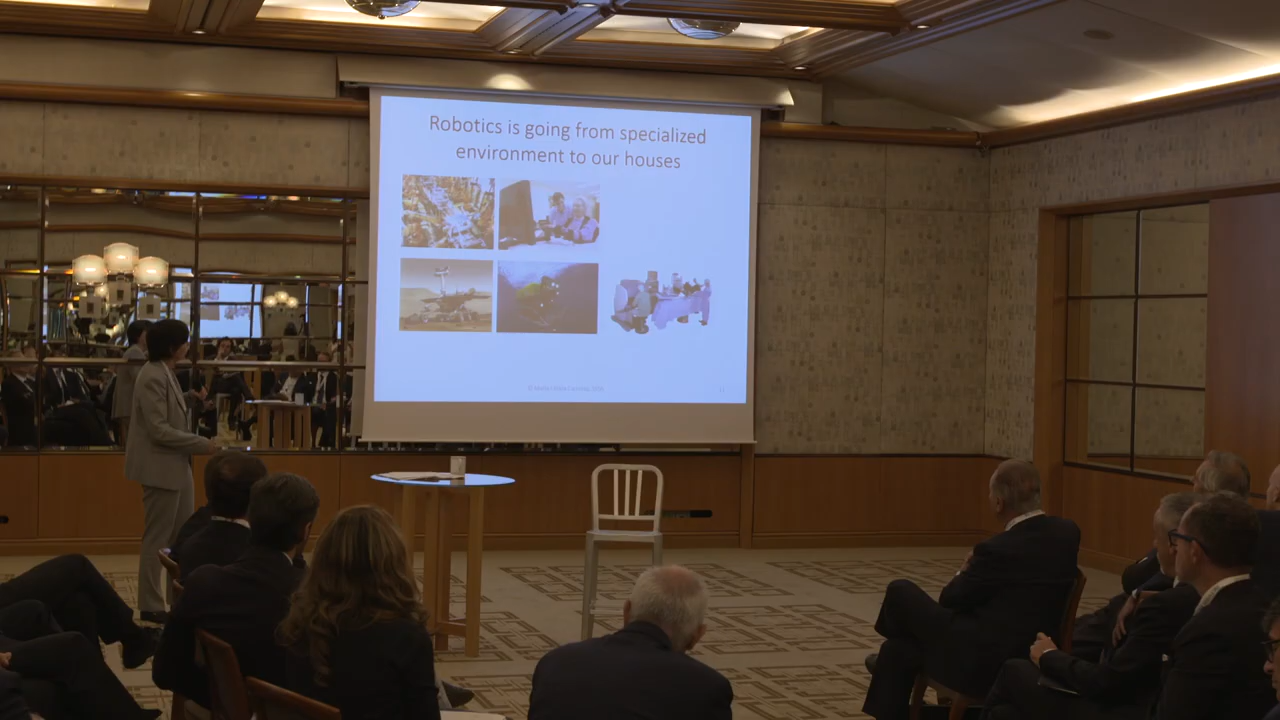 Robotics is going from specialized
environment to our houses